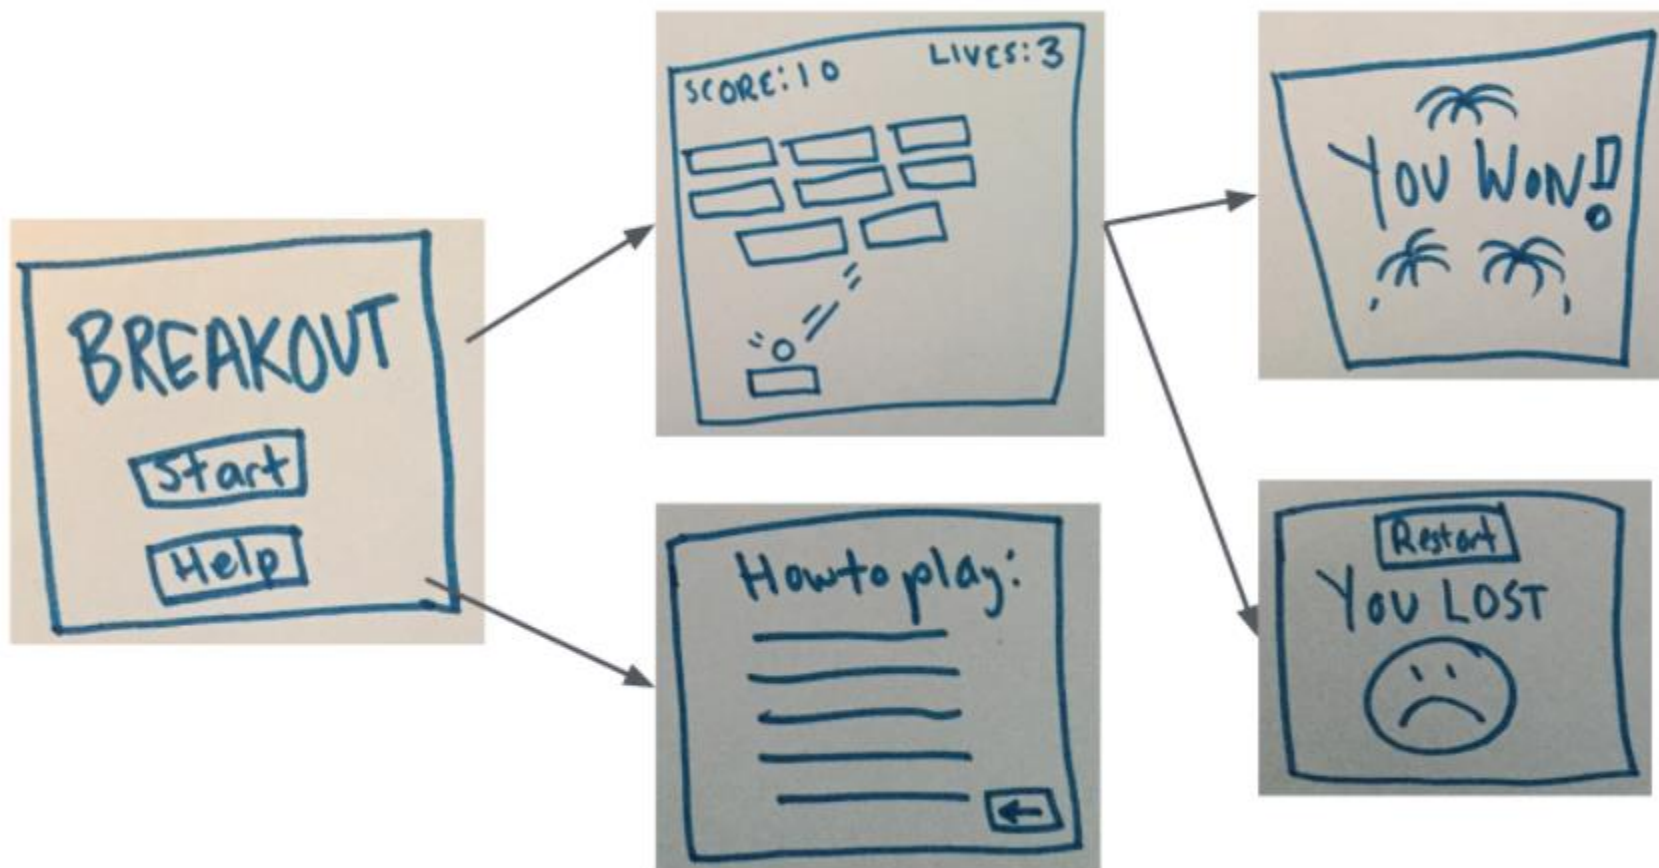 BREAKOUT
Start
Help
SCORE:10 LIVES:3
How to play:
YOU WON!
Restart
YOU LOST